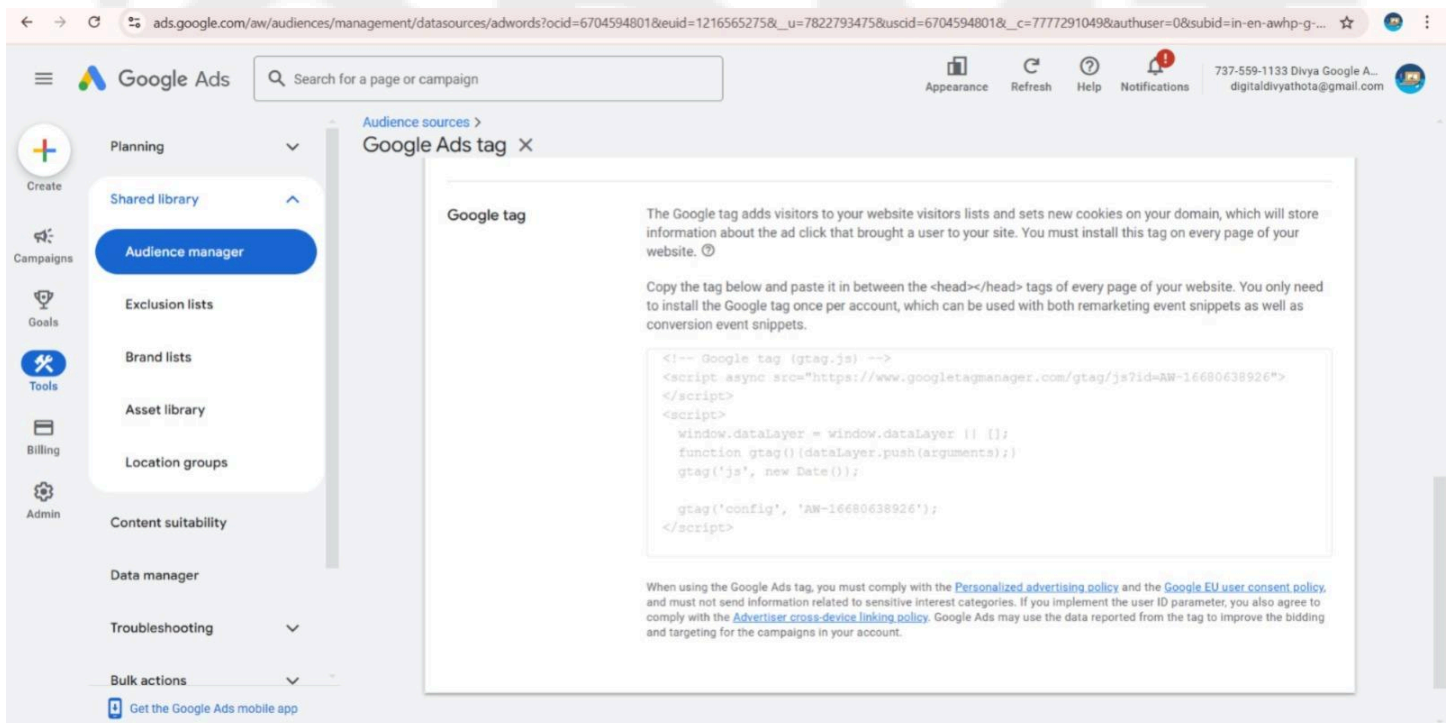 ads.google.com/aw/audiences/management/datasources/adwords?ocid=6704594801&euid=1216565275&__u=7822793475&uscid=6704594801&__c=7777291049&authuser=0&subid=in-en-awhp-g-...
Google Ads
Search for a page or campaign
Appearance
Refresh
Help
Notifications
737-559-1133 Divya Google A...
digitaldivyathota@gmail.com
Create
Campaigns
Goals
Tools
Billing
Admin
Planning
Shared library
Audience manager
Exclusion lists
Brand lists
Asset library
Location groups
Content suitability
Data manager
Troubleshooting
Bulk actions
Get the Google Ads mobile app
Audience sources >
Google Ads tag
Google tag
The Google tag adds visitors to your website visitors lists and sets new cookies on your domain, which will store
information about the ad click that brought a user to your site. You must install this tag on every page of your
website.
Copy the tag below and paste it in between the <head></head> tags of every page of your website. You only need
to install the Google tag once per account, which can be used with both remarketing event snippets as well as
conversion event snippets.
<!-- Google tag (gtag.js) -->
<script async src="https://www.googletagmanager.com/gtag/js?id=AW-16680638926">
</script>
<script>
window.dataLayer = window.dataLayer || [];
function gtag(){dataLayer.push(arguments);}
gtag('js', new Date());
gtag('config', 'AW-16680638926');
</script>
When using the Google Ads tag, you must comply with the Personalized advertising policy and the Google EU user consent policy,
and must not send information related to sensitive interest categories. If you implement the user ID parameter, you also agree to
comply with the Advertiser cross-device linking policy. Google Ads may use the data reported from the tag to improve the bidding
and targeting for the campaigns in your account.